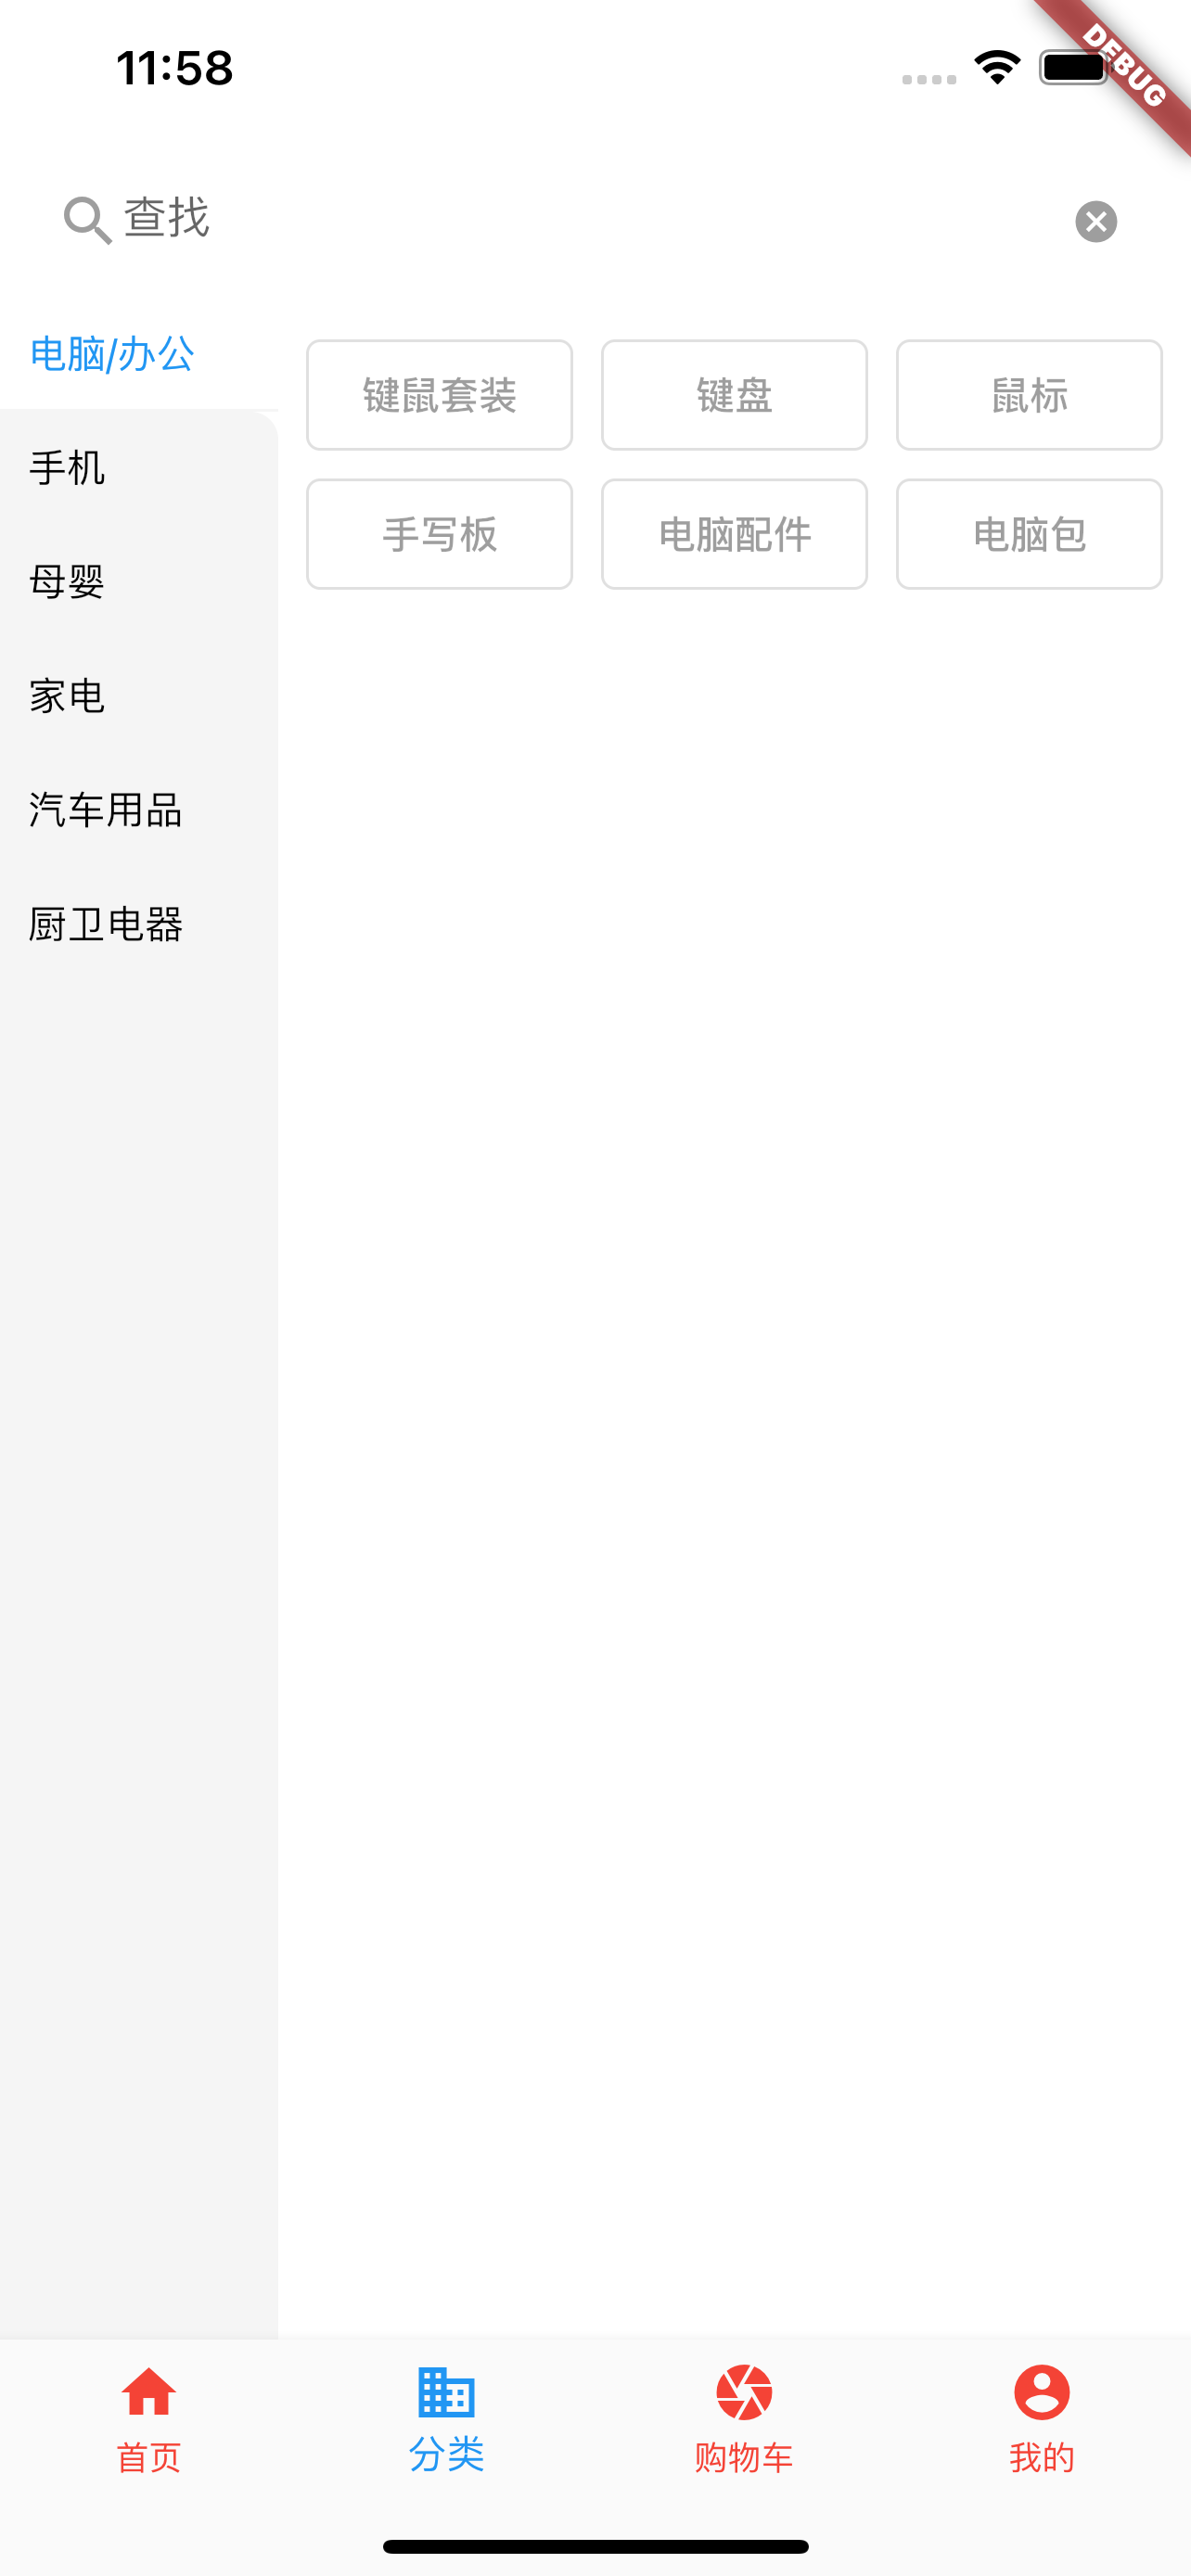 11:58
DEBUG
查找
电脑/办公
手机
母婴
家电
汽车用品
厨卫电器
键鼠套装 键盘 鼠标
手写板 电脑配件 电脑包
首页 分类 购物车 我的